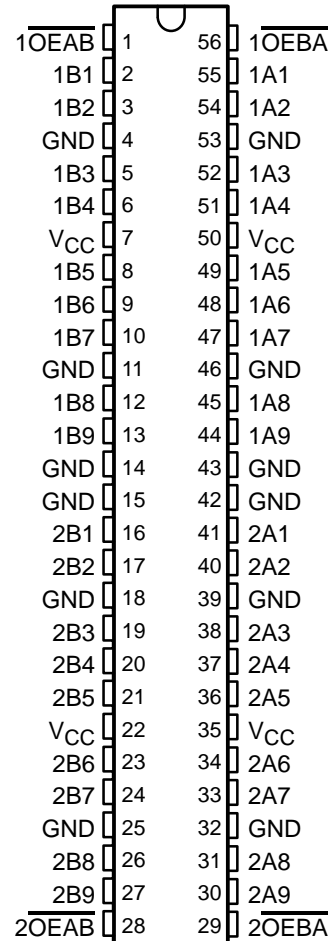 1OEAB 1 56 1OEBA
1B1 2 55 1A1
1B2 3 54 1A2
GND 4 53 GND
1B3 5 52 1A3
1B4 6 51 1A4
VCC 7 50 VCC
1B5 8 49 1A5
1B6 9 48 1A6
1B7 10 47 1A7
GND 11 46 GND
1B8 12 45 1A8
1B9 13 44 1A9
GND 14 43 GND
GND 15 42 GND
2B1 16 41 2A1
2B2 17 40 2A2
GND 18 39 GND
2B3 19 38 2A3
2B4 20 37 2A4
2B5 21 36 2A5
VCC 22 35 VCC
2B6 23 34 2A6
2B7 24 33 2A7
GND 25 32 GND
2B8 26 31 2A8
2B9 27 30 2A9
2OEAB 28 29 2OEBA